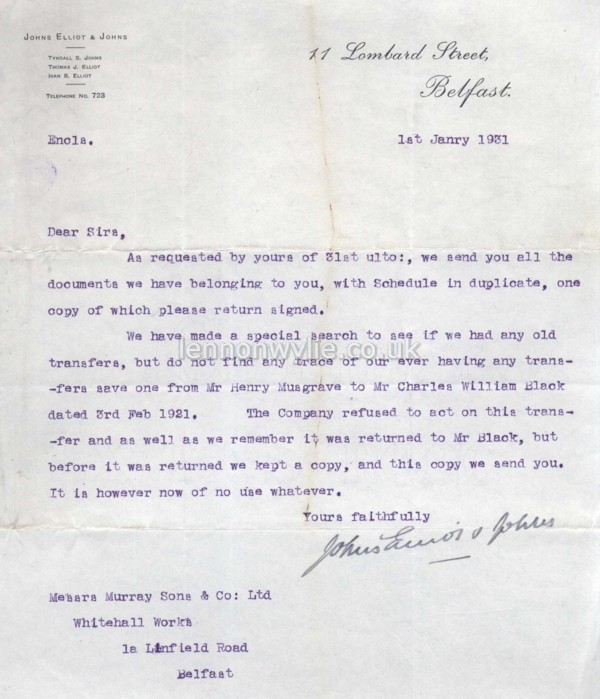 JOHNS ELLIOT & JOHNS
TYNDALL S. JOHNS
THOMAS J. ELLIOT
IVAN B. ELLIOT
TELEPHONE NO. 723
11 Lombard Street,
Belfast.
Encls.
1st Janry 1931
Dear Sirs,
As requested by yours of 31st ulto:, we send you all the
documents we have belonging to you, with Schedule in duplicate, one
copy of which please return signed.
We have made a special search to see if we had any old
transfers, but do not find any trace of our ever having any trans-
-fers save one from Mr Henry Musgrave to Mr Charles William Black
dated 3rd Feb 1921. The Company refused to act on this trans-
-fer and as well as we remember it was returned to Mr Black, but
before it was returned we kept a copy, and this copy we send you.
It is however now of no use whatever.
Yours faithfully
Johns Elliot & Johns
Messrs Murray Sons & Co: Ltd
Whitehall Works
1a Linfield Road
Belfast
lennonwylie.co.uk